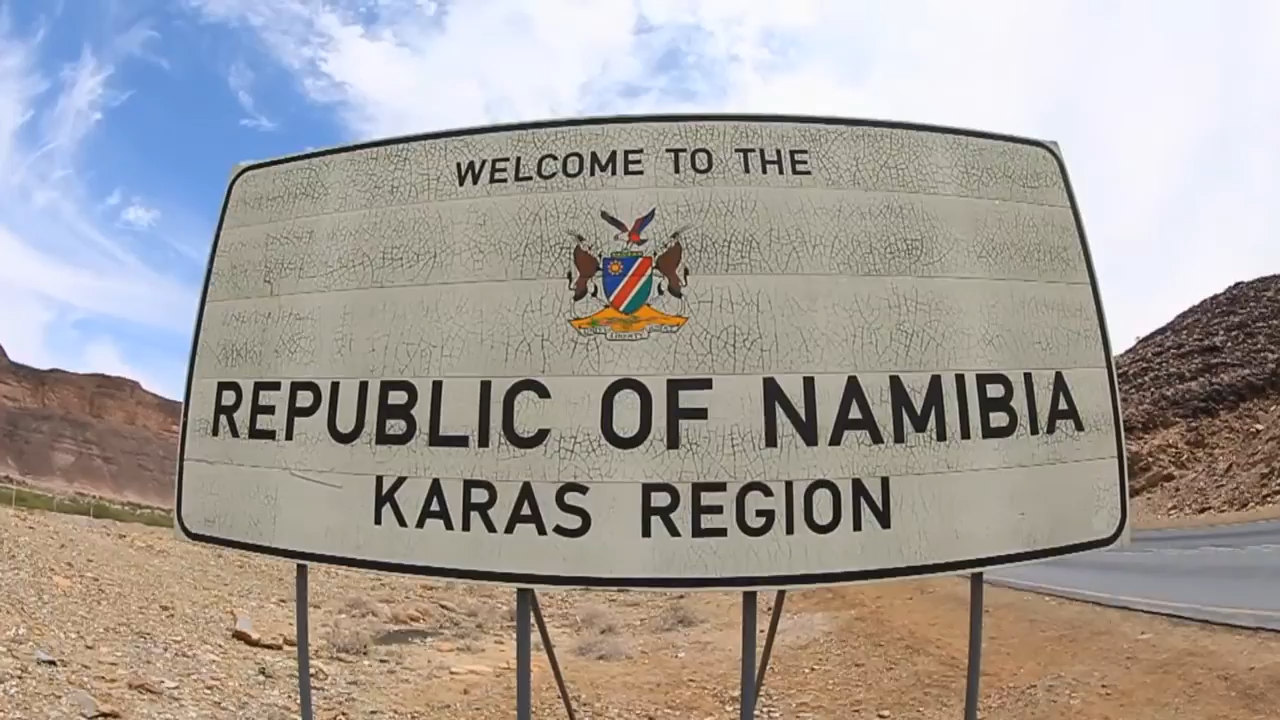 WELCOME TO THE
REPUBLIC OF NAMIBIA
KARAS REGION